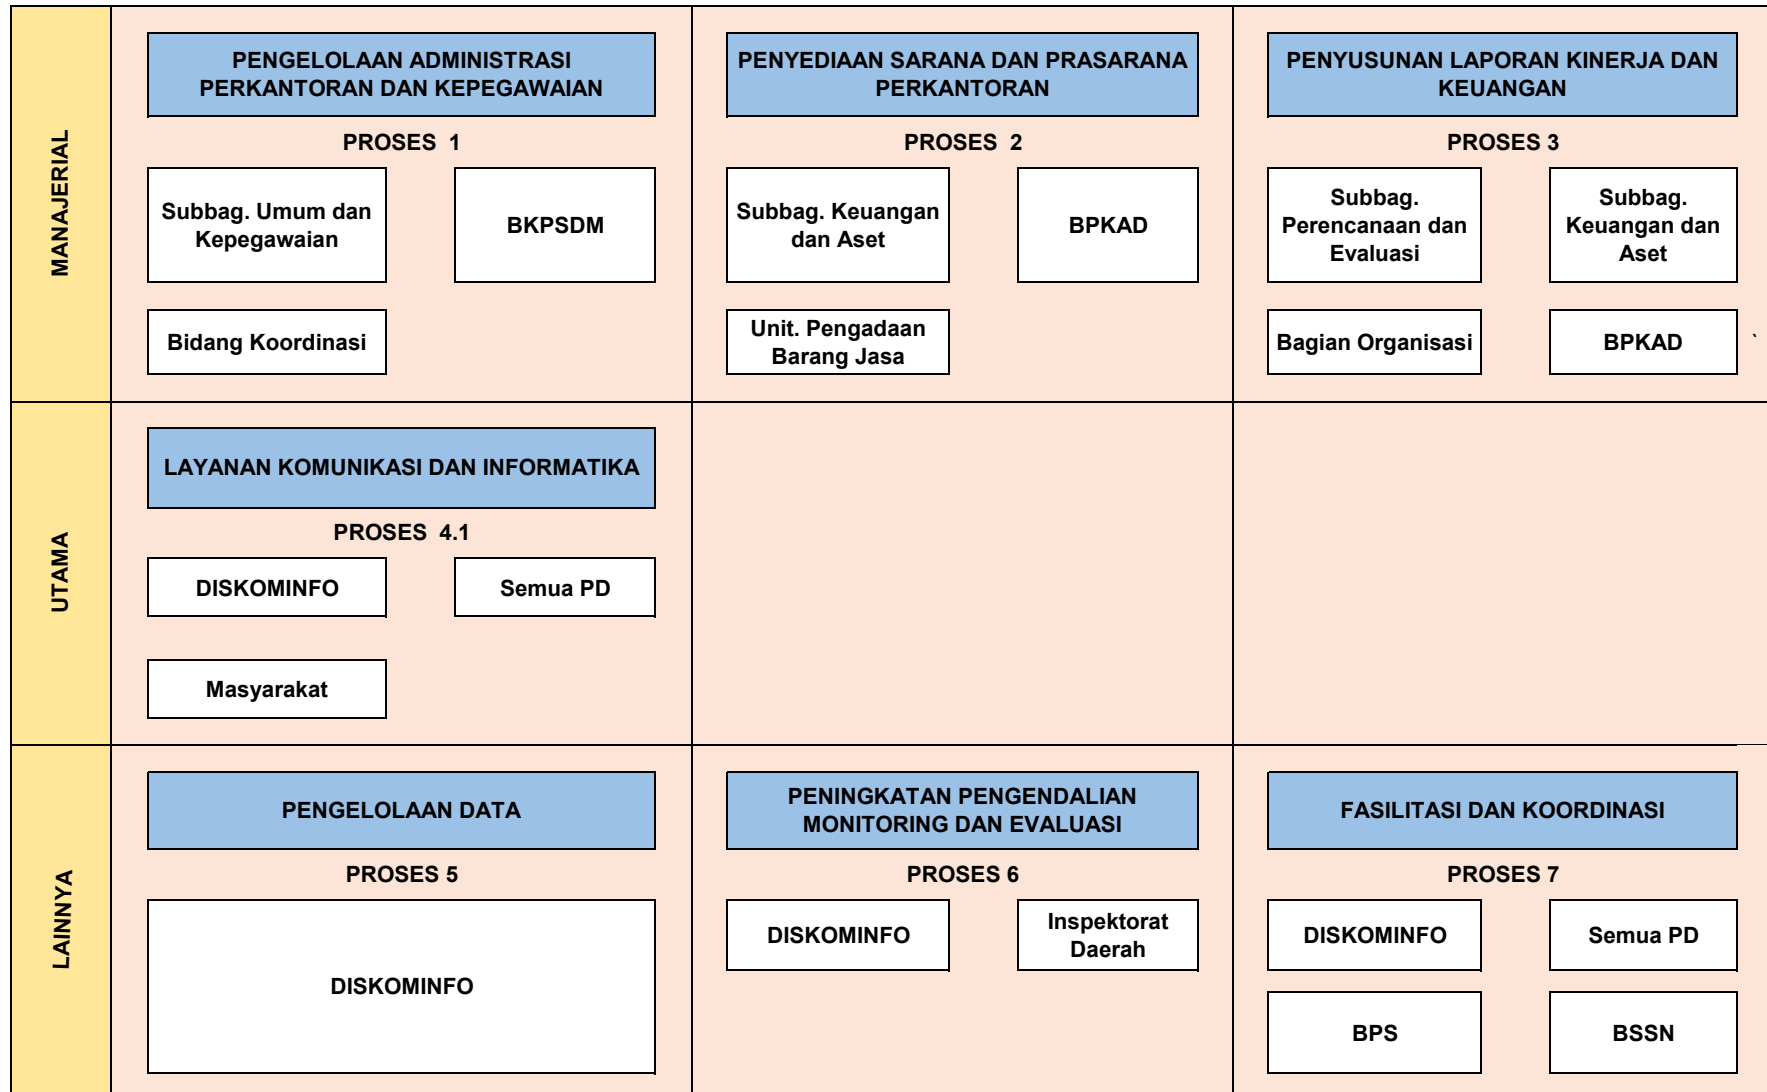 MANAJERIAL
PENGELOLAAN ADMINISTRASI
PERKANTORAN DAN KEPEGAWAIAN
PROSES 1
Subbag. Umum dan
Kepegawaian
BKPSDM
Bidang Koordinasi
PENYEDIAAN SARANA DAN PRASARANA
PERKANTORAN
PROSES 2
Subbag. Keuangan
dan Aset
BPKAD
Unit. Pengadaan
Barang Jasa
PENYUSUNAN LAPORAN KINERJA DAN
KEUANGAN
PROSES 3
Subbag.
Perencanaan dan
Evaluasi
Subbag.
Keuangan dan
Aset
Bagian Organisasi
BPKAD
`
UTAMA
LAYANAN KOMUNIKASI DAN INFORMATIKA
PROSES 4.1
DISKOMINFO
Semua PD
Masyarakat
LAINNYA
PENGELOLAAN DATA
PROSES 5
DISKOMINFO
PENINGKATAN PENGENDALIAN
MONITORING DAN EVALUASI
PROSES 6
DISKOMINFO
Inspektorat
Daerah
FASILITASI DAN KOORDINASI
PROSES 7
DISKOMINFO
Semua PD
BPS
BSSN